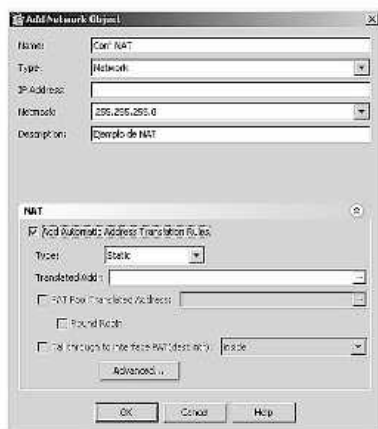 Add Network Object
Name: Conf NAT
Type: Network
IP Address:
Netmask: 255.255.255.0
Description: Ejemplo de NAT
NAT
Add Automatic Address Translation Rules
Type: Static
Translated Addr:
PAT Pool Translated Address:
Round Robin
Fall through to interface PAT(dest intf): inside
Advanced...
OK Cancel Help